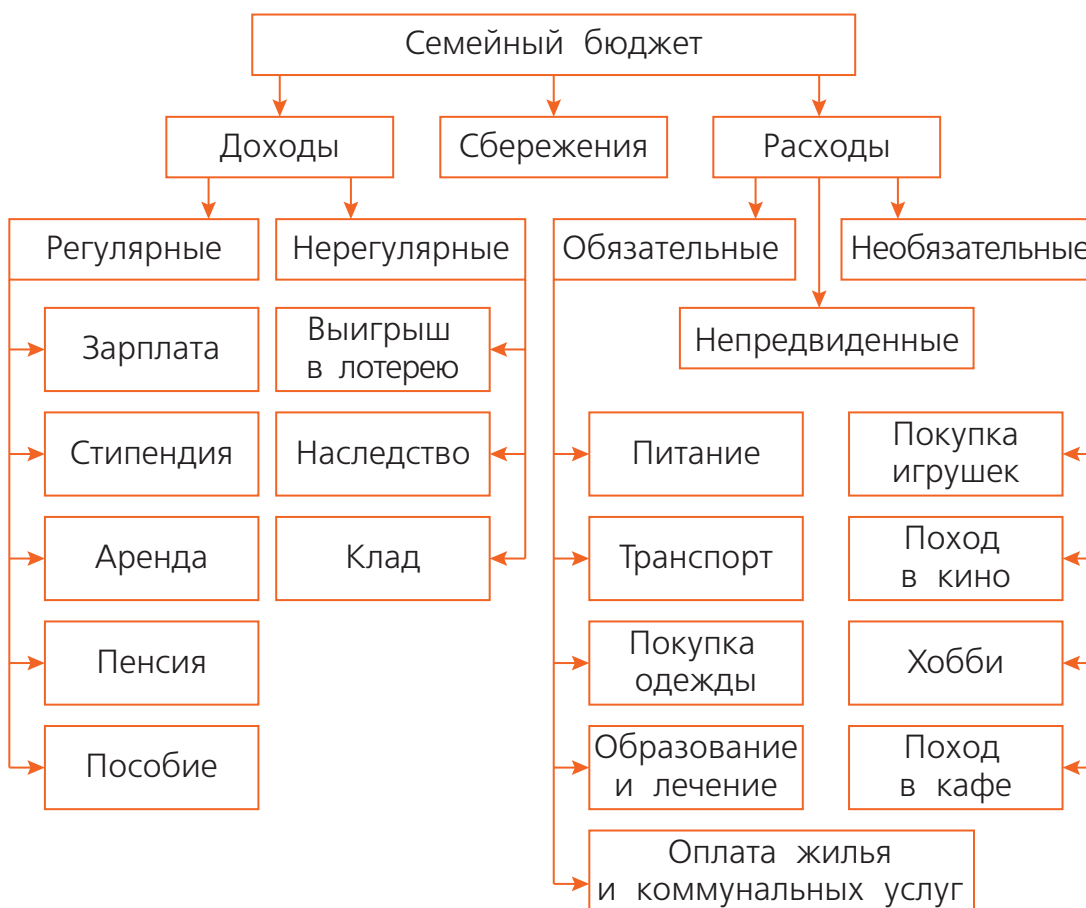 Семейный бюджет
Доходы
Сбережения
Расходы
Регулярные
Нерегулярные
Обязательные
Необязательные
Непредвиденные
Зарплата
Стипендия
Аренда
Пенсия
Пособие
Выигрыш
в лотерею
Наследство
Клад
Питание
Транспорт
Покупка
одежды
Образование
и лечение
Оплата жилья
и коммунальных услуг
Покупка
игрушек
Поход
в кино
Хобби
Поход
в кафе